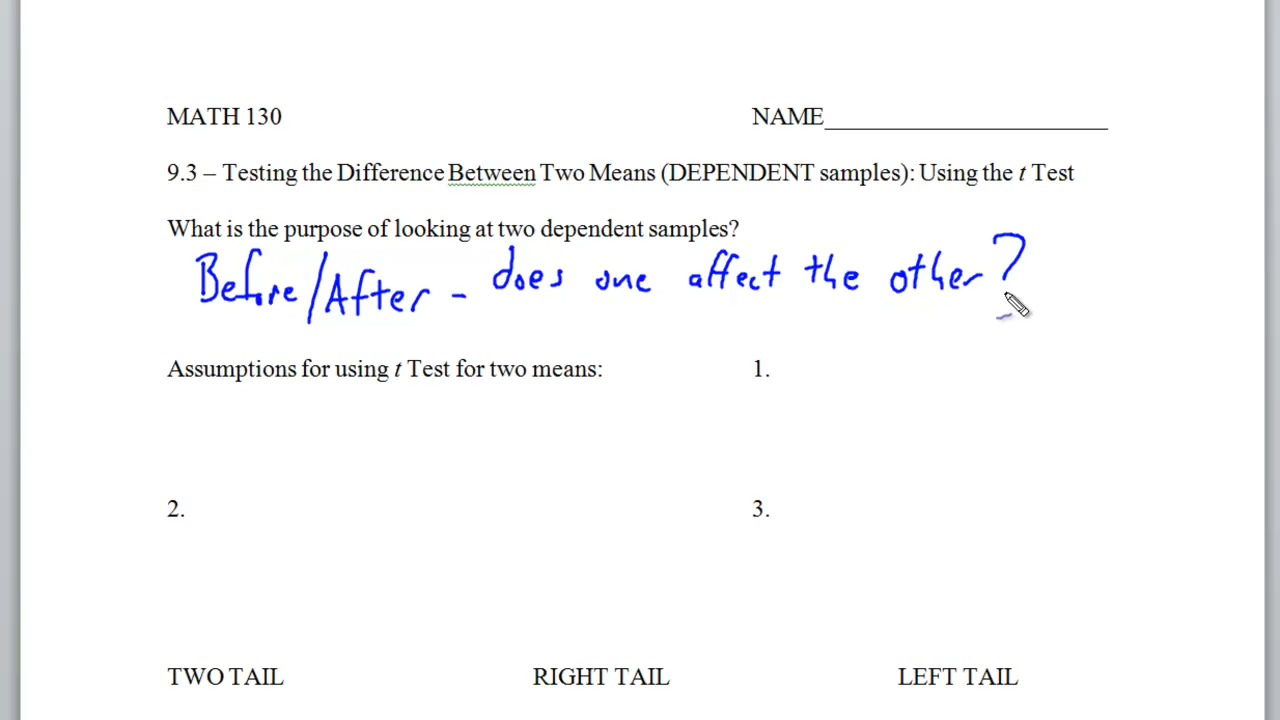 MATH 130 NAME____________________
9.3 – Testing the Difference Between Two Means (DEPENDENT samples): Using the t Test
What is the purpose of looking at two dependent samples?
Before/After - does one affect the other?
Assumptions for using t Test for two means: 1.
2. 3.
TWO TAIL RIGHT TAIL LEFT TAIL